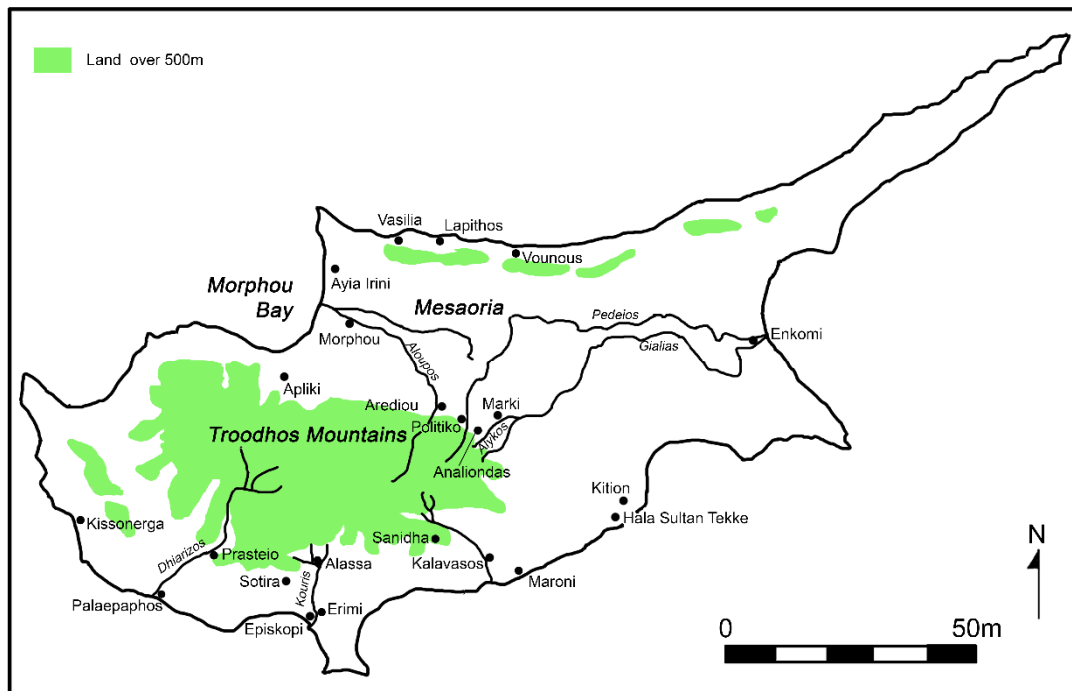 Land over 500m
Vasilia
Lapithos
Vounous
Ayia Irini
Morphou
Bay
Mesaoria
Morphou
Pedeios
Gialias
Enkomi
Aloupos
Apliki
Arediou
Marki
Politiko
Troodhos Mountains
Alykos
Analiondas
Kition
Hala Sultan Tekke
Kissonerga
Sanidha
Prasteio
Dhiarizos
Alassa
Kalavasos
Maroni
Sotira
Kouris
Palaepaphos
Erimi
Episkopi
N
0 50m